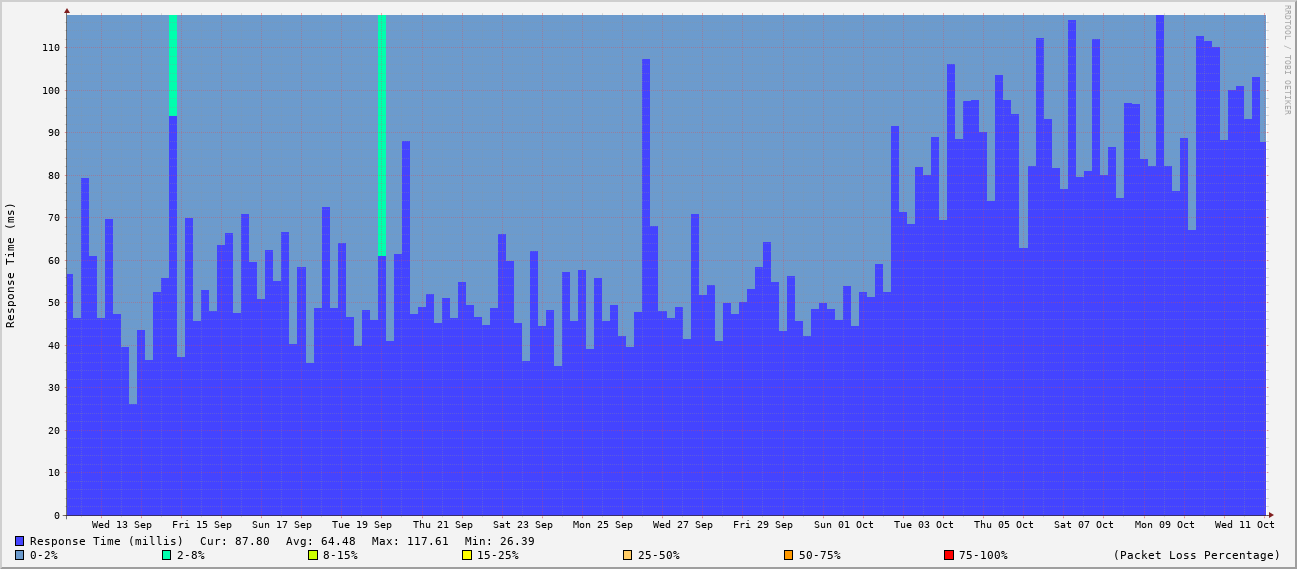 RRDTOOL / TOBI OETIKER
Response Time (ms)
110
100
90
80
70
60
50
40
30
20
10
0
Wed 13 Sep Fri 15 Sep Sun 17 Sep Tue 19 Sep Thu 21 Sep Sat 23 Sep Mon 25 Sep Wed 27 Sep Fri 29 Sep Sun 01 Oct Tue 03 Oct Thu 05 Oct Sat 07 Oct Mon 09 Oct Wed 11 Oct
Response Time (millis) Cur: 87.80 Avg: 64.48 Max: 117.61 Min: 26.39
0-2% 2-8% 8-15% 15-25% 25-50% 50-75% 75-100% (Packet Loss Percentage)